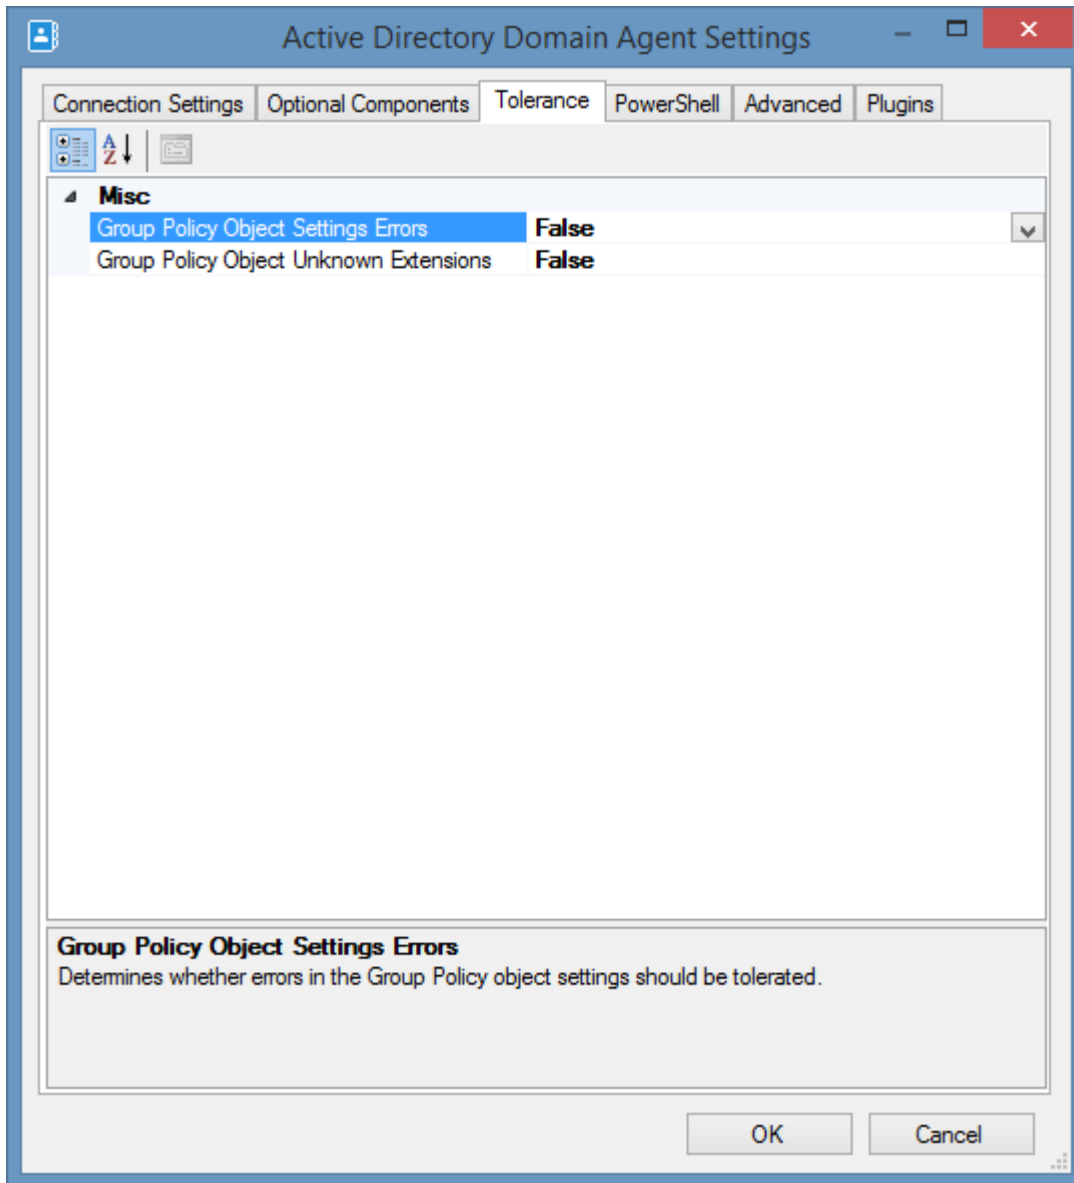 Active Directory Domain Agent Settings
Connection Settings Optional Components Tolerance PowerShell Advanced Plugins
A
Z
Misc
Group Policy Object Settings Errors False
Group Policy Object Unknown Extensions False
Group Policy Object Settings Errors
Determines whether errors in the Group Policy object settings should be tolerated.
OK Cancel